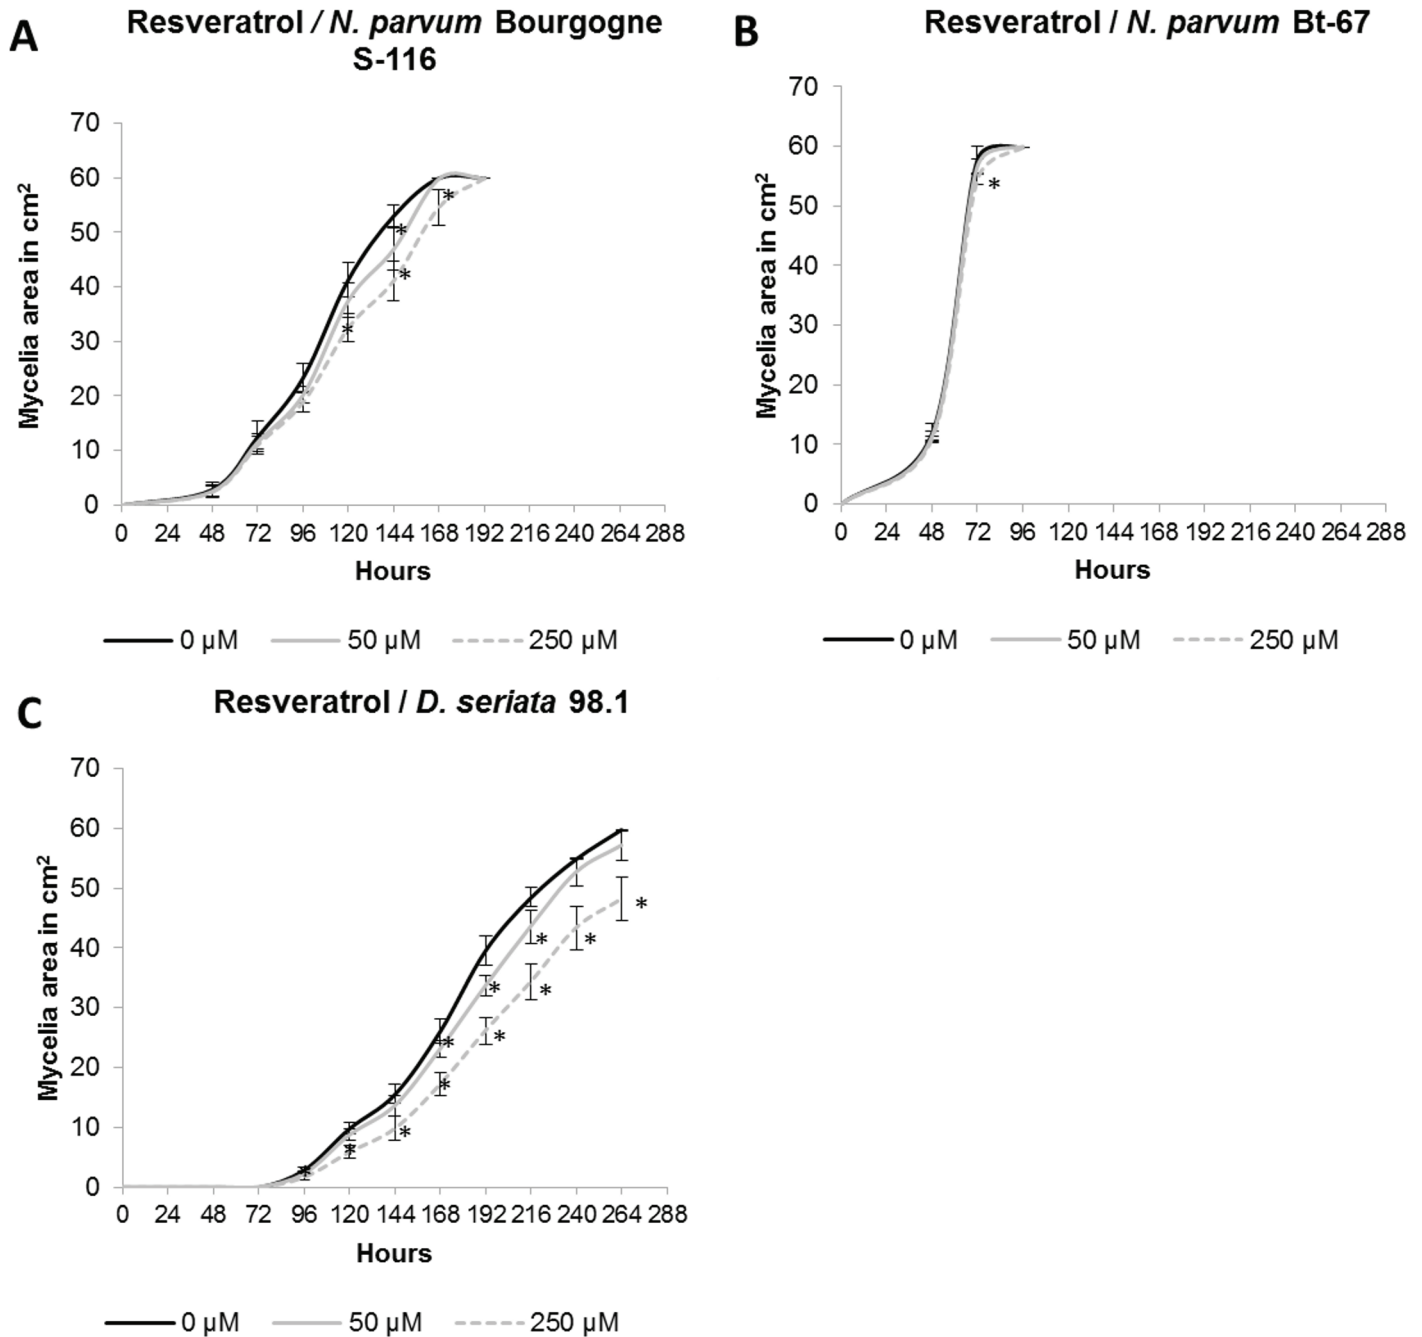 A
Resveratrol / N. parvum Bourgogne
S-116
Mycelia area in cm²
70
60
50
40
30
20
10
0
0 24 48 72 96 120 144 168 192 216 240 264 288
Hours
* * * *
0 µM 50 µM 250 µM
B
Resveratrol / N. parvum Bt-67
Mycelia area in cm²
70
60
50
40
30
20
10
0
0 24 48 72 96 120 144 168 192 216 240 264 288
Hours
*
0 µM 50 µM 250 µM
C
Resveratrol / D. seriata 98.1
Mycelia area in cm²
70
60
50
40
30
20
10
0
0 24 48 72 96 120 144 168 192 216 240 264 288
Hours
* * * * * * * * * * *
0 µM 50 µM 250 µM